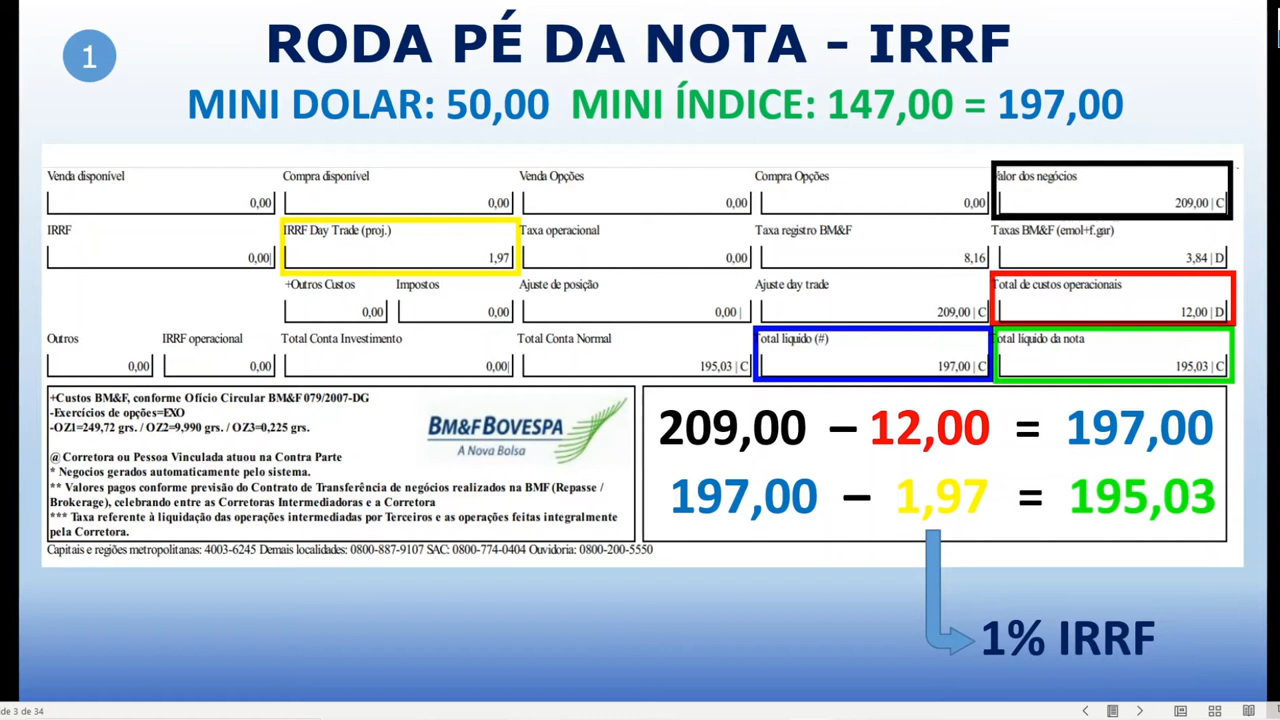 1
RODA PÉ DA NOTA - IRRF
MINI DOLAR: 50,00 MINI ÍNDICE: 147,00 = 197,00
Venda disponível Compra disponível Venda Opções Compra Opções alor dos negócios
0,00 0,00 0,00 0,00 209,00 | C
IRRF IRRF Day Trade (proj.) Taxa operacional Taxa registro BM&F Taxas BM&F (emol+f.gar)
0,00| 1,97 0,00 8,16 3,84 | D
+Outros Custos Impostos Ajuste de posição Ajuste day trade Total de custos operacionais
0,00 0,00 0,00 | 209,00 | C 12,00 | D
Outros IRRF operacional Total Conta Investimento Total Conta Normal Total liquido (#) otal liquido da nota
0,00 0,00 0,00| 195,03 | C 197,00 | C 195,03 | C
+Custos BM&F, conforme Ofício Circular BM&F 079/2007-DG
-Exercícios de opções=EXO
-OZ1=249,72 grs. / OZ2=9,990 grs. / OZ3=0,225 grs.
@ Corretora ou Pessoa Vinculada atuou na Contra Parte
* Negocios gerados automaticamente pelo sistema.
** Valores pagos conforme previsão do Contrato de Transferência de negócios realizados na BMF (Repasse /
Brokerage), celebrando entre as Corretoras Intermediadoras e a Corretora
*** Taxa referente à liquidação das operações intermediadas por Terceiros e as operações feitas integralmente
pela Corretora.
BM&FBOVESPA
A Nova Bolsa
209,00 – 12,00 = 197,00
197,00 – 1,97 = 195,03
Capitais e regiões metropolitanas: 4003-6245 Demais localidades: 0800-887-9107 SAC: 0800-774-0404 Ouvidoria: 0800-200-5550
1% IRRF
de 3 de 34